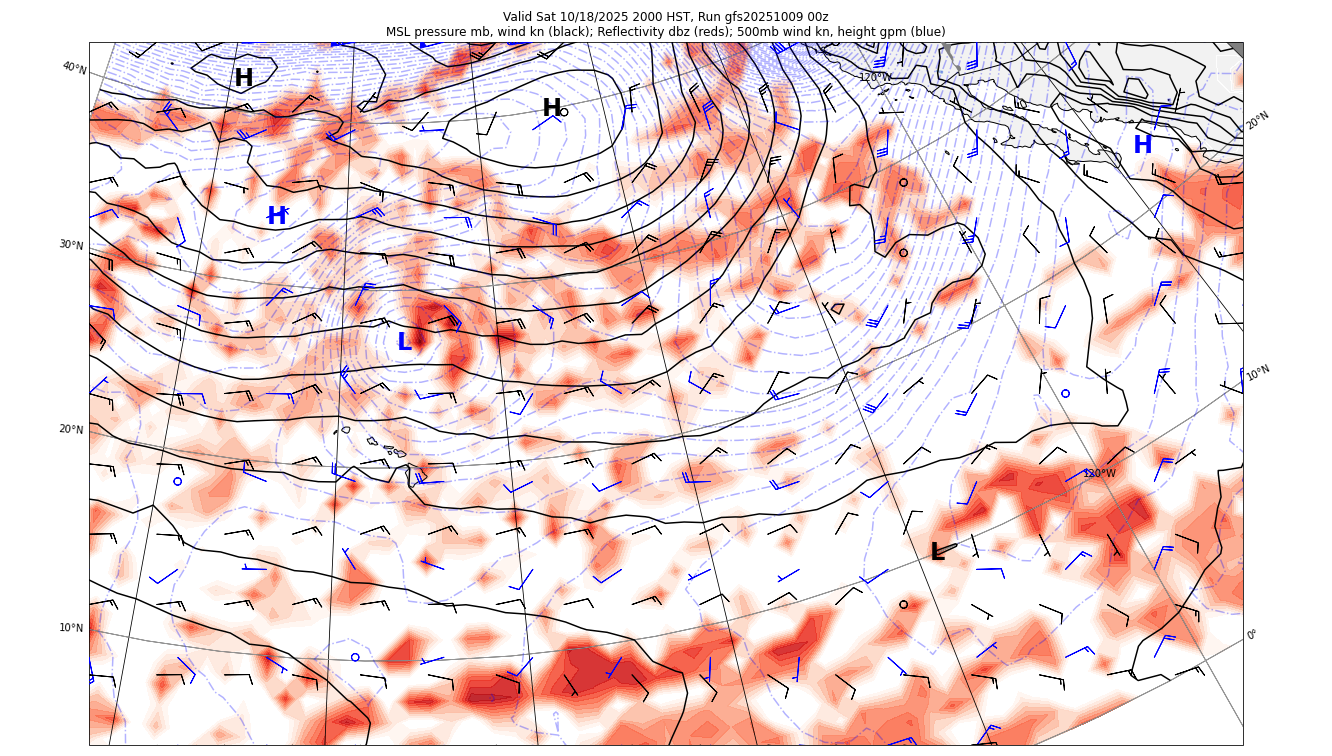 Valid Sat 10/18/2025 2000 HST, Run gfs20251009 00z
MSL pressure mb, wind kn (black); Reflectivity dbz (reds); 500mb wind kn, height gpm (blue)
40°N
H
H
120°W
20°N
H
H
30°N
L
10°N
20°N
120°W
L
10°N
0°